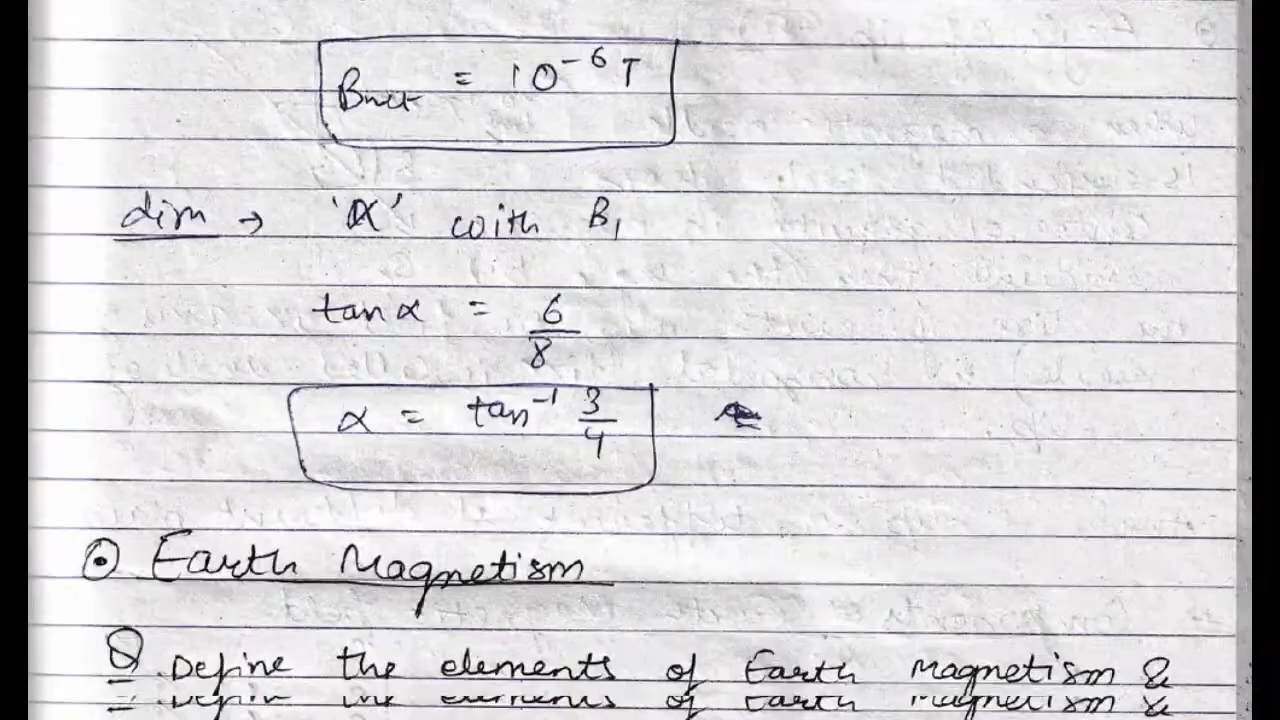 Bnet = 10⁻⁶ T
dirn → 'α' with B₁
tan α = 6/8
α = tan⁻¹ 3/4
⊙ Earth Magnetism
Q. Define the elements of Earth Magnetism &